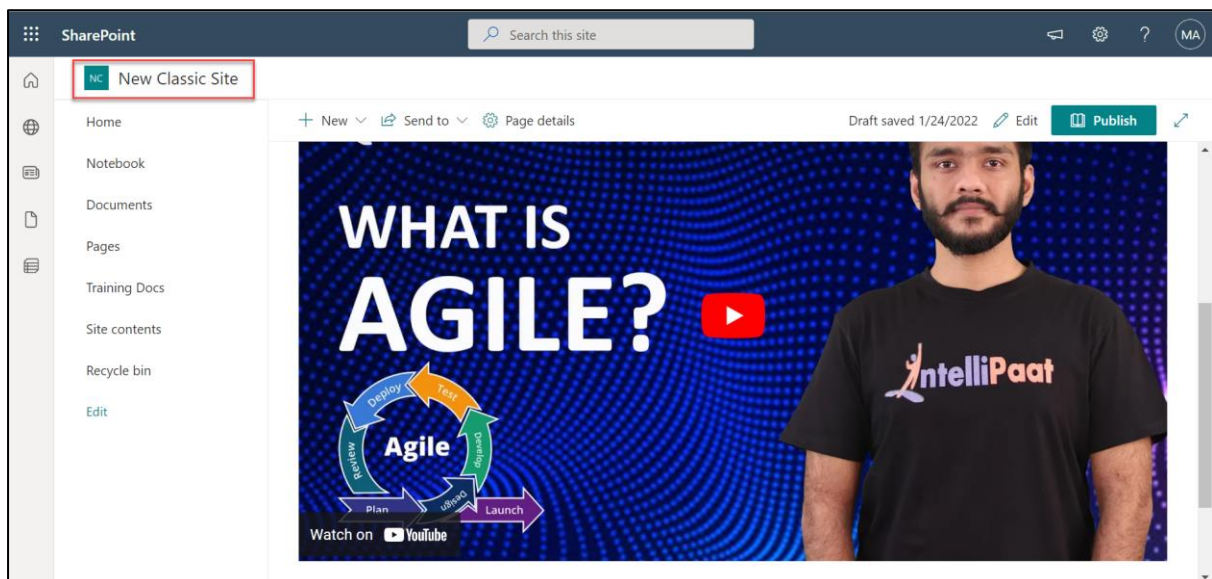 SharePoint
Search this site
?
MA
NC New Classic Site
Home
Notebook
Documents
Pages
Training Docs
Site contents
Recycle bin
Edit
+ New Send to Page details
Draft saved 1/24/2022 Edit Publish
WHAT IS
AGILE?
IntelliPaat
Deploy
Test
Review
Agile
Develop
Plan
Design
Launch
Watch on YouTube